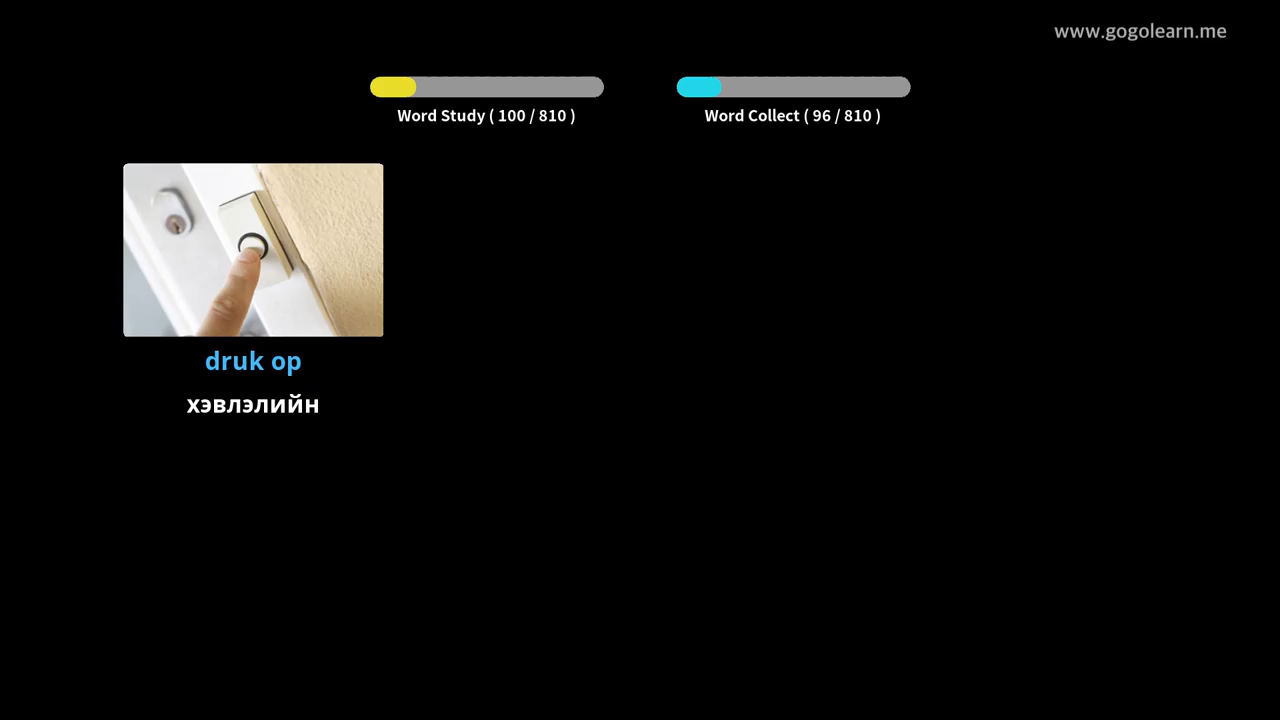 www.gogolearn.me
Word Study ( 100 / 810 )
Word Collect ( 96 / 810 )
druk op
хэвлэлийн